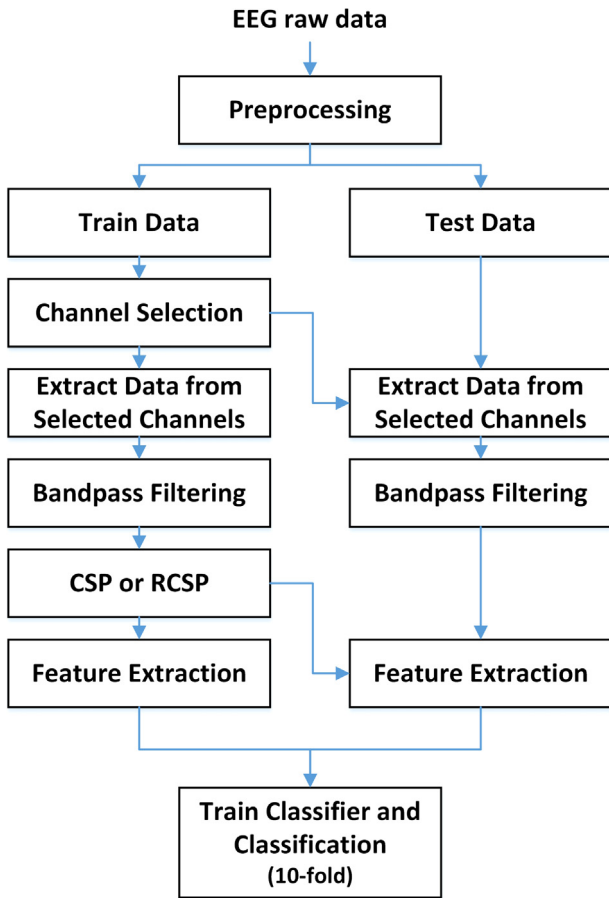 EEG raw data
Preprocessing
Train Data
Test Data
Channel Selection
Extract Data from
Selected Channels
Extract Data from
Selected Channels
Bandpass Filtering
Bandpass Filtering
CSP or RCSP
Feature Extraction
Feature Extraction
Train Classifier and
Classification
(10-fold)